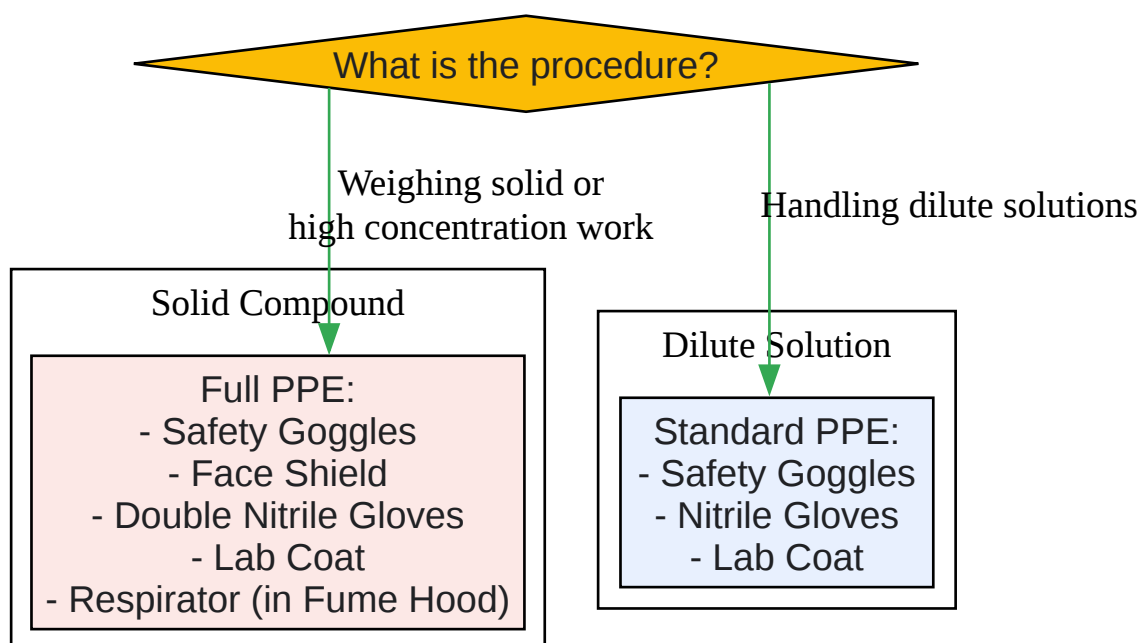 What is the procedure?
Weighing solid or
high concentration work
Handling dilute solutions
Solid Compound
Full PPE:
- Safety Goggles
- Face Shield
- Double Nitrile Gloves
- Lab Coat
- Respirator (in Fume Hood)
Dilute Solution
Standard PPE:
- Safety Goggles
- Nitrile Gloves
- Lab Coat